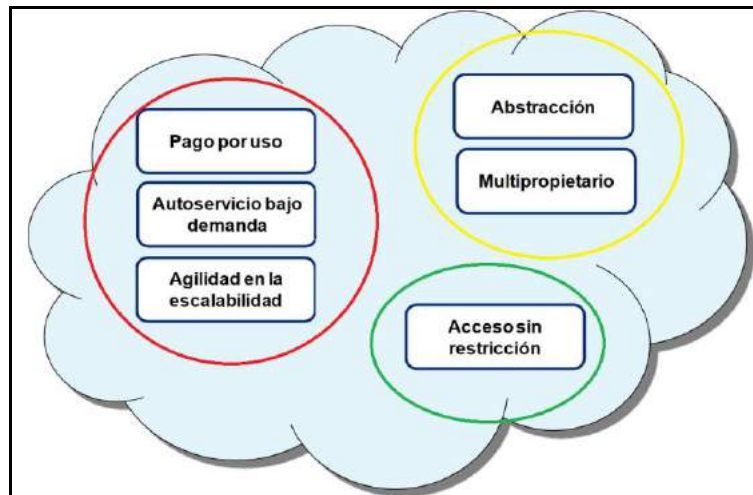 Pago por uso
Autoservicio bajo
demanda
Agilidad en la
escalabilidad
Abstracción
Multipropietario
Acceso sin
restricción